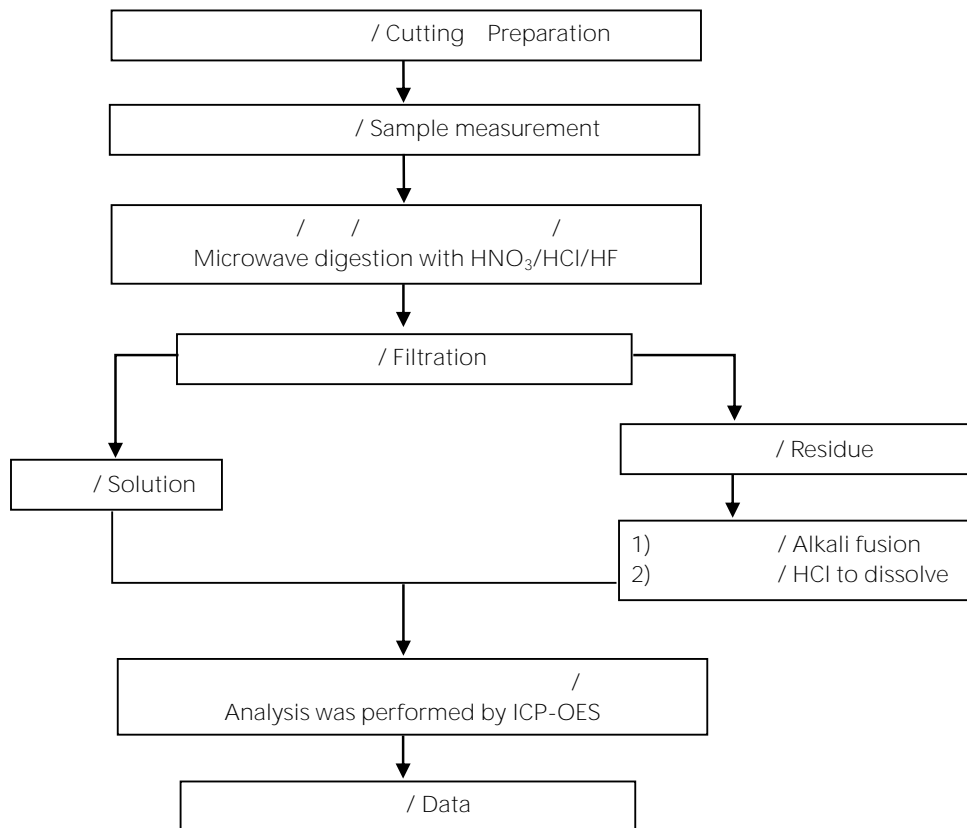 / Cutting Preparation
/ Sample measurement
/ / /
Microwave digestion with HNO₃/HCl/HF
/ Filtration
/ Residue
/ Solution
1) / Alkali fusion
2) / HCl to dissolve
/
Analysis was performed by ICP-OES
/ Data